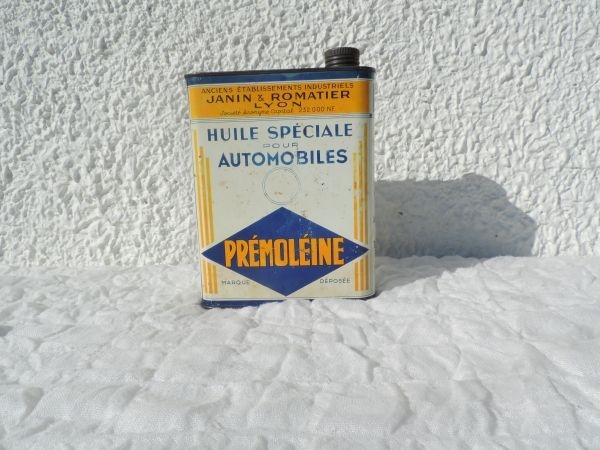 ANCIENS ÉTABLISSEMENTS INDUSTRIELS
JANIN & ROMATIER
LYON
Société Anonyme Capital 232.000 NF
HUILE SPÉCIALE
POUR
AUTOMOBILES
PRÉMOLÉINE
MARQUE DÉPOSÉE